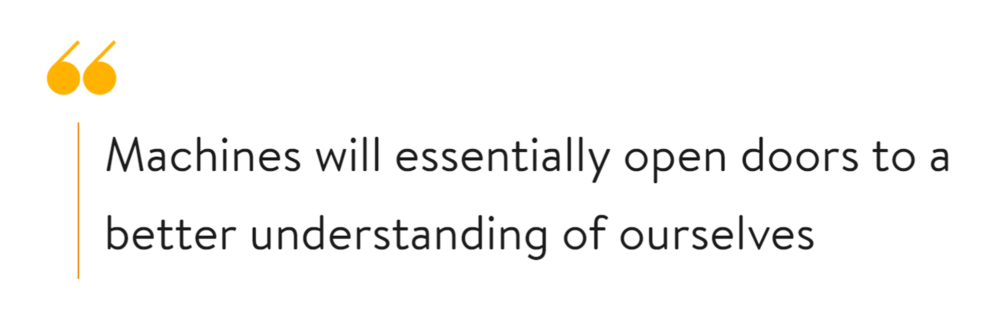 “
Machines will essentially open doors to a
better understanding of ourselves